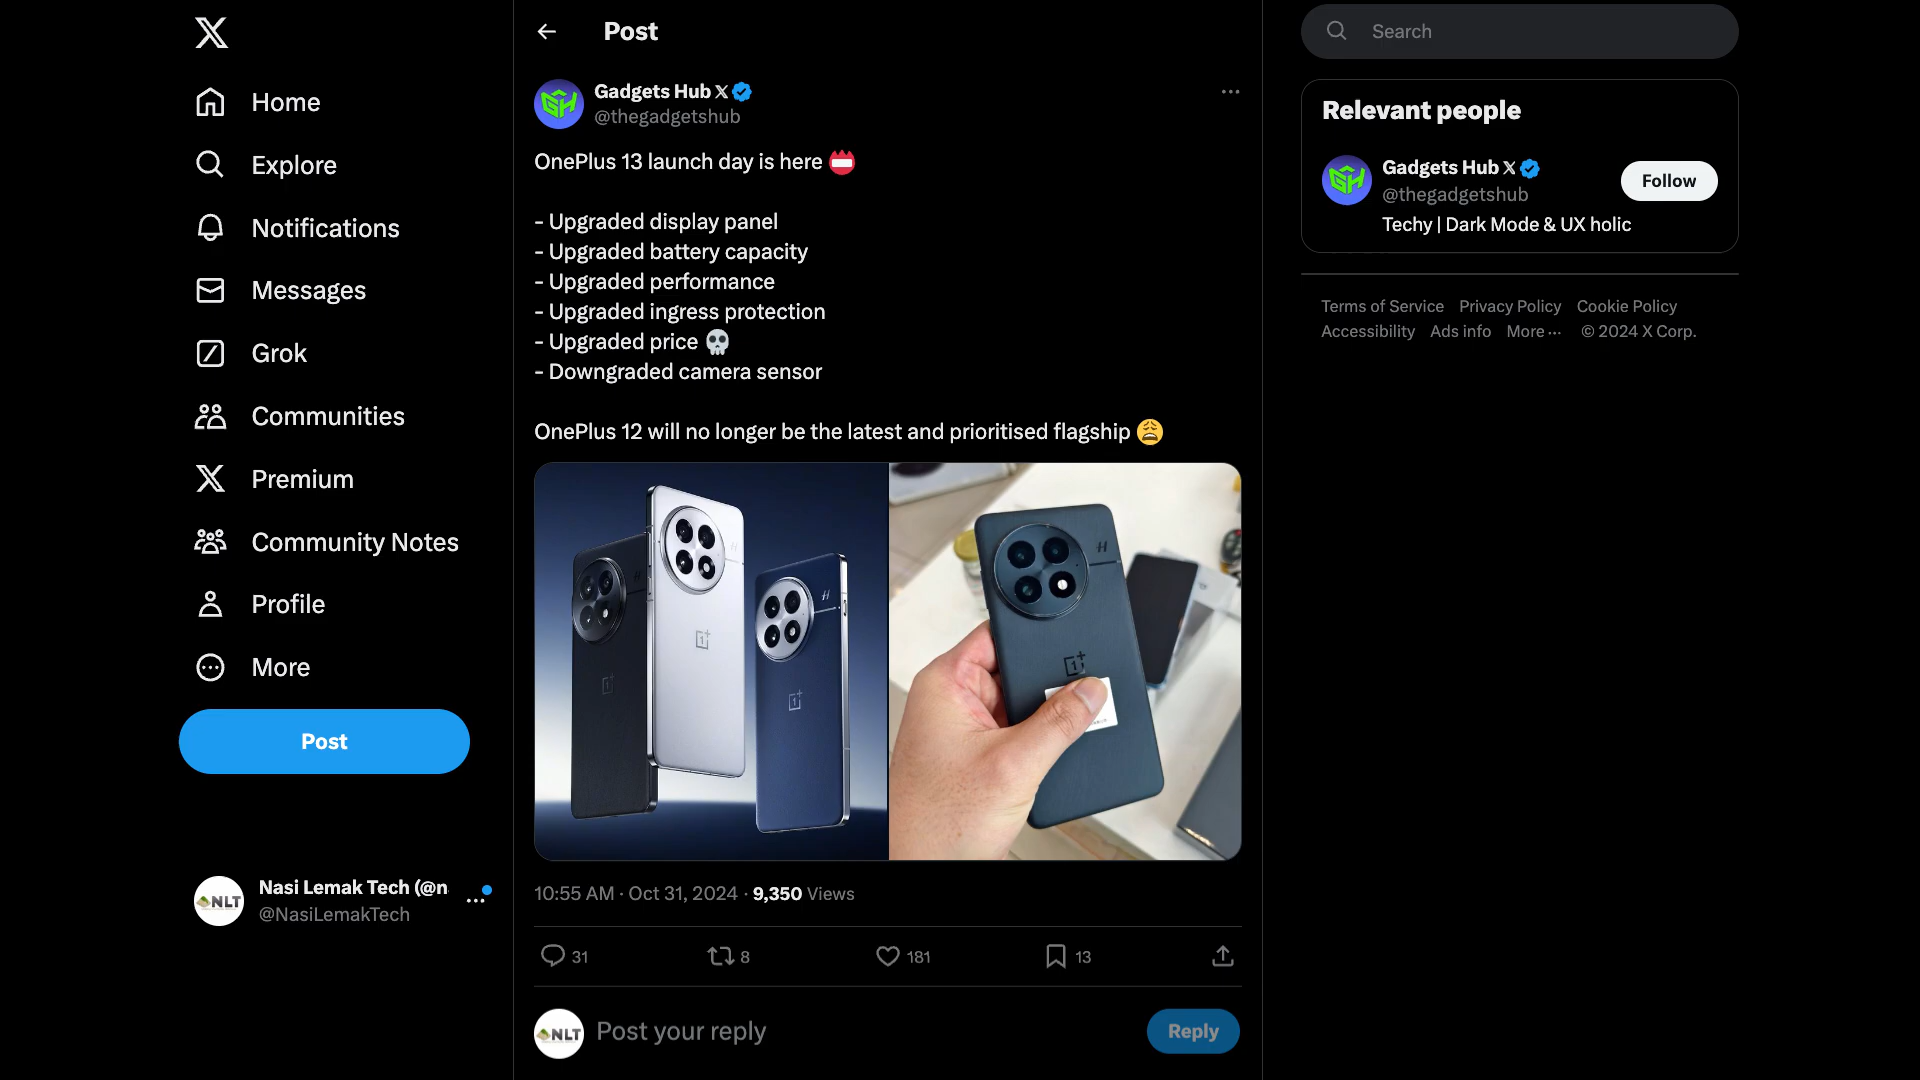 Home
Explore
Notifications
Messages
Grok
Communities
Premium
Community Notes
Profile
More
Post
NLT
Nasi Lemak Tech (@n
@NasiLemakTech
Post
Gadgets Hub 𝕏
@thegadgetshub
OnePlus 13 launch day is here 📛
- Upgraded display panel
- Upgraded battery capacity
- Upgraded performance
- Upgraded ingress protection
- Upgraded price 💀
- Downgraded camera sensor
OnePlus 12 will no longer be the latest and prioritised flagship 😩
10:55 AM · Oct 31, 2024 · 9,350 Views
31 8 181 13
NLT
Post your reply
Reply
Search
Relevant people
Gadgets Hub 𝕏
@thegadgetshub
Follow
Techy | Dark Mode & UX holic
Terms of Service Privacy Policy Cookie Policy
Accessibility Ads info More ··· © 2024 X Corp.